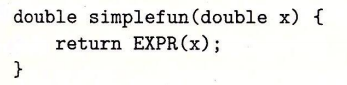 double simplefun(double x) {
    return EXPR(x);
}